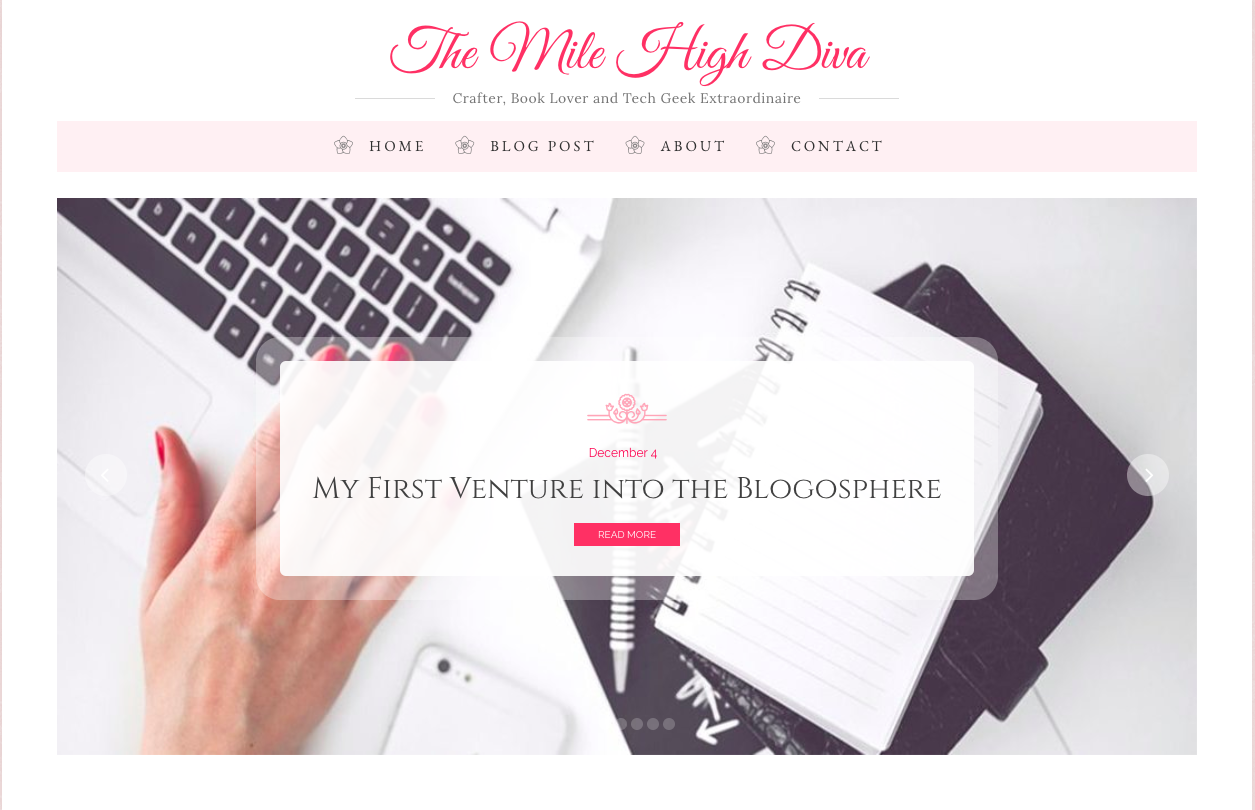 The Mile High Diva
Crafter, Book Lover and Tech Geek Extraordinaire
HOME BLOG POST ABOUT CONTACT
December 4
My First Venture into the Blogosphere
READ MORE